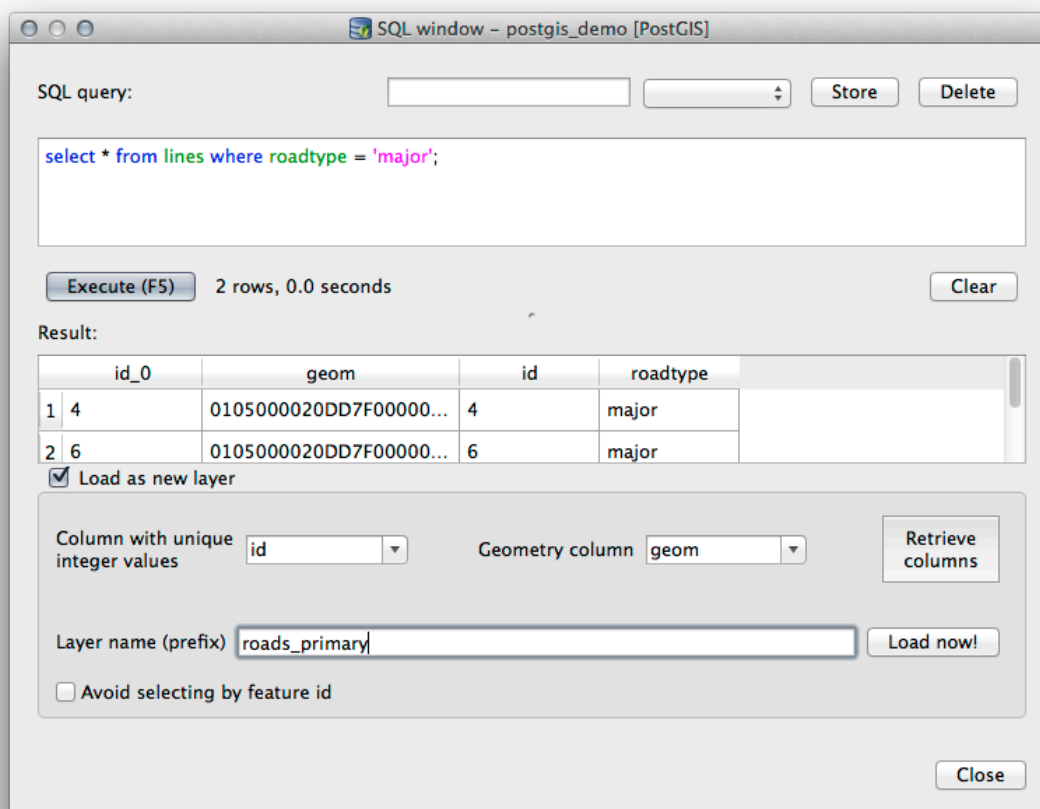 SQL window – postgis_demo [PostGIS]
SQL query:
Store
Delete
select * from lines where roadtype = 'major';
Execute (F5)
2 rows, 0.0 seconds
Clear
Result:
id_0 geom id roadtype
1 4 0105000020DD7F00000... 4 major
2 6 0105000020DD7F00000... 6 major
Load as new layer
Column with unique
integer values
id
Geometry column
geom
Retrieve
columns
Layer name (prefix)
roads_primary
Load now!
Avoid selecting by feature id
Close